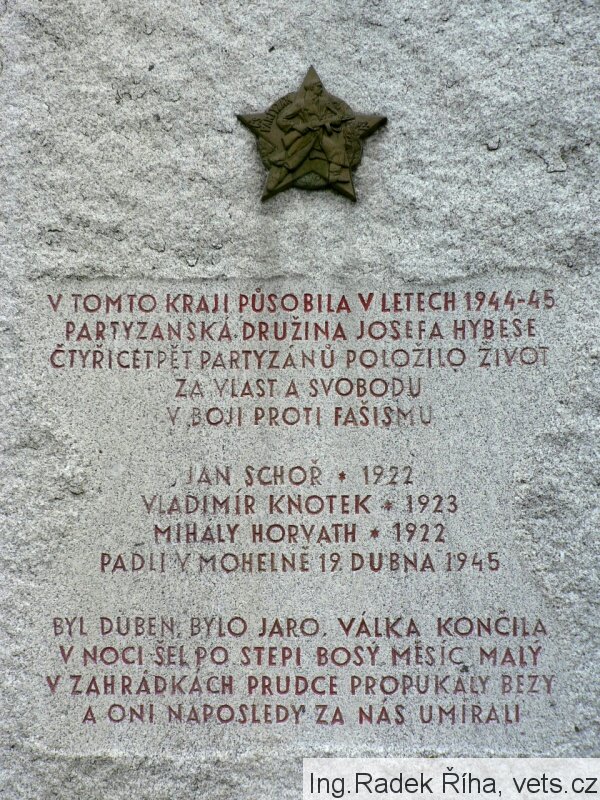 V TOMTO KRAJI PŮSOBILA V LETECH 1944-45
PARTYZANSKÁ DRUŽINA JOSEFA HYBEŠE
ČTYŘICETPĚT PARTYZÁNŮ POLOŽILO ŽIVOT
ZA VLAST A SVOBODU
V BOJI PROTI FAŠISMU
JAN SCHOŘ * 1922
VLADIMÍR KNOTEK * 1923
MIHÁLY HORVATH * 1922
PADLI V MOHELNĚ 19. DUBNA 1945
BYL DUBEN, BYLO JARO, VÁLKA KONČILA
V NOCI ŠEL PO STEPI BOSÝ MĚSÍC MALÝ
V ZAHRÁDKÁCH PRUDCE PROPUKALY BEZY
A ONI NAPOSLEDY ZA NÁS UMÍRALI
Ing.Radek Říha, vets.cz